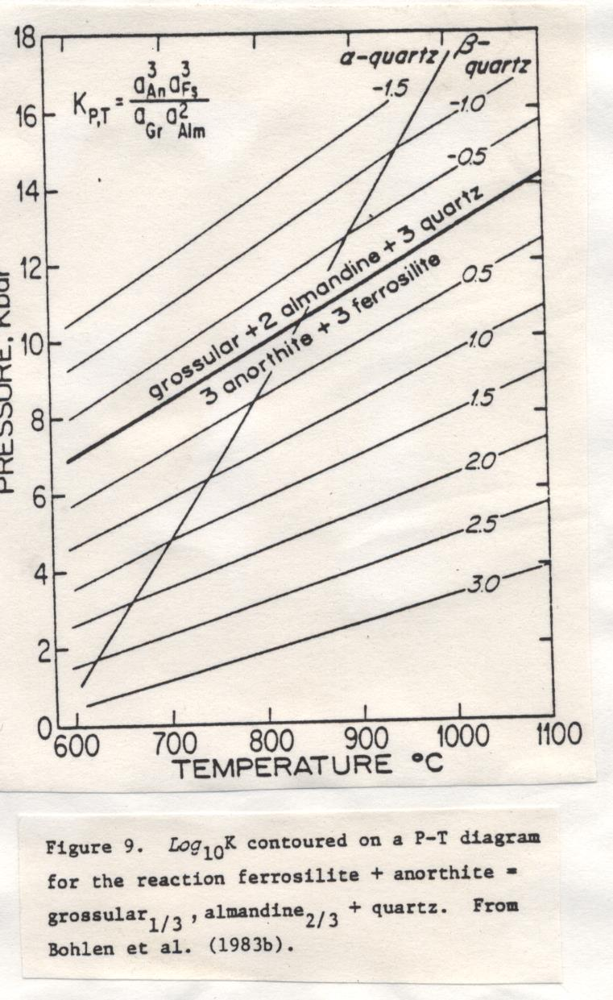 18
16
14
12
10
8
6
4
2
0
PRESSURE, Kbar
K P,T = a³An a³Fs / aGr a²Alm
α-quartz
β-quartz
-1.5
-1.0
-0.5
grossular + 2 almandine + 3 quartz
3 anorthite + 3 ferrosilite
0.5
1.0
1.5
2.0
2.5
3.0
600 700 800 900 1000 1100
TEMPERATURE °C
Figure 9. Log10K contoured on a P-T diagram
for the reaction ferrosilite + anorthite =
grossular1/3, almandine2/3 + quartz. From
Bohlen et al. (1983b).